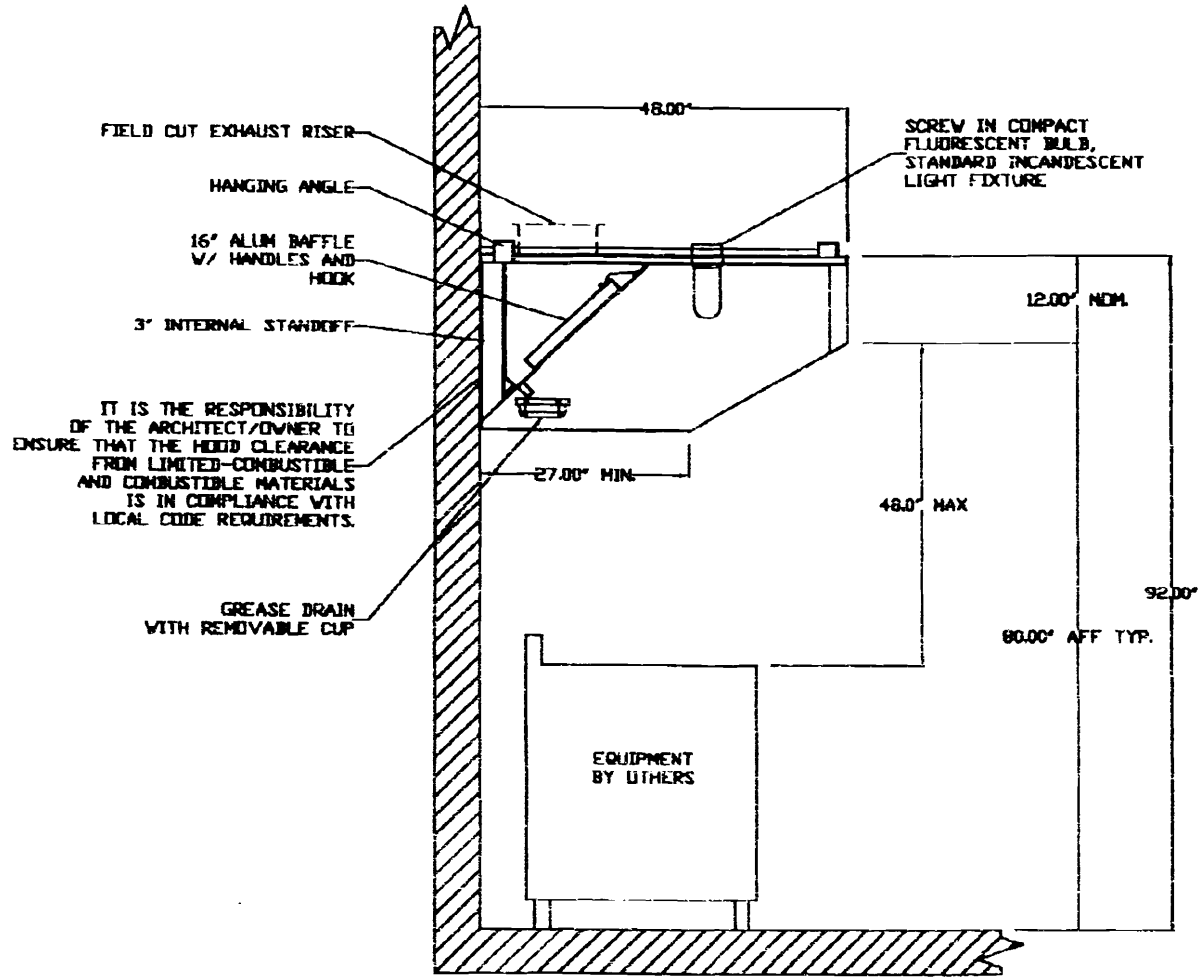 48.00"
FIELD CUT EXHAUST RISER
SCREW IN COMPACT
FLUORESCENT BULB,
STANDARD INCANDESCENT
LIGHT FIXTURE
HANGING ANGLE
16" ALUM BAFFLE
W/ HANDLES AND
HOOK
12.00" NOM.
3" INTERNAL STANDOFF
IT IS THE RESPONSIBILITY
OF THE ARCHITECT/OWNER TO
ENSURE THAT THE HOOD CLEARANCE
FROM LIMITED-COMBUSTIBLE
AND COMBUSTIBLE MATERIALS
IS IN COMPLIANCE WITH
LOCAL CODE REQUIREMENTS.
27.00" MIN.
48.0" MAX
92.00"
GREASE DRAIN
WITH REMOVABLE CUP
80.00" AFF TYP.
EQUIPMENT
BY OTHERS